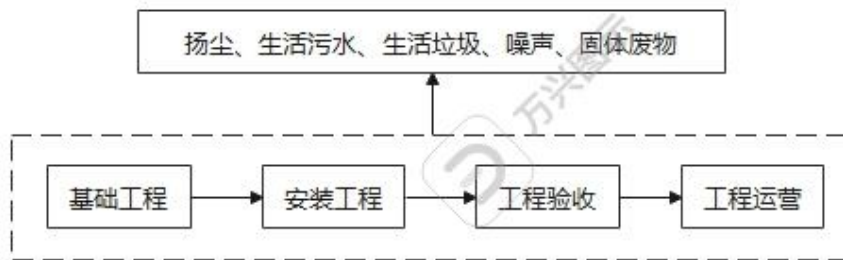 扬尘、生活污水、生活垃圾、噪声、固体废物
万兴图示
基础工程
安装工程
工程验收
工程运营